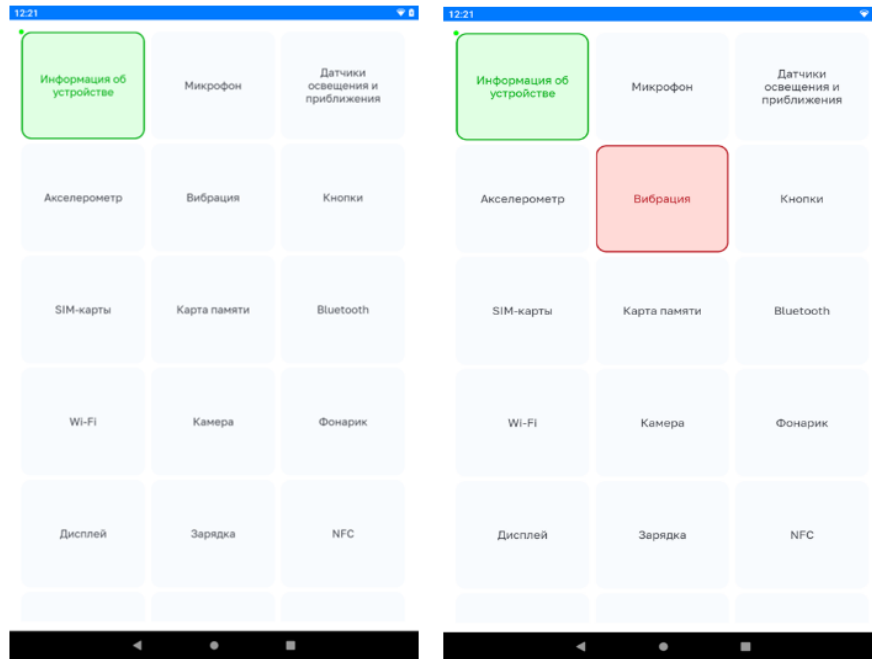 12:21
Информация об
устройстве
Микрофон
Датчики
освещения и
приближения
Акселерометр
Вибрация
Кнопки
SIM-карты
Карта памяти
Bluetooth
Wi-Fi
Камера
Фонарик
Дисплей
Зарядка
NFC
12:21
Информация об
устройстве
Микрофон
Датчики
освещения и
приближения
Акселерометр
Вибрация
Кнопки
SIM-карты
Карта памяти
Bluetooth
Wi-Fi
Камера
Фонарик
Дисплей
Зарядка
NFC